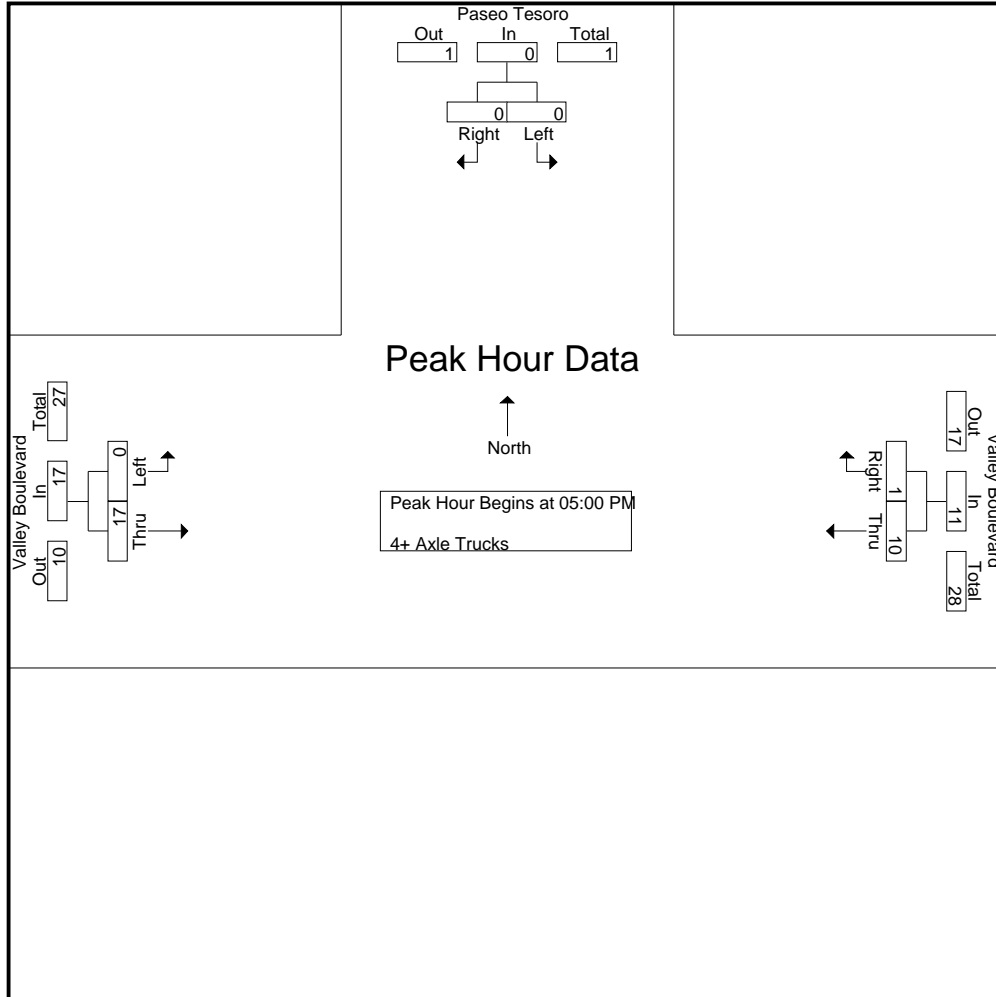 Paseo Tesoro
Out In Total
1 0 1
0 0
Right Left
Peak Hour Data
North
Peak Hour Begins at 05:00 PM
4+ Axle Trucks
Valley Boulevard
Out In Total
10 17 27
17 0
Thru Left
Valley Boulevard
Out In Total
17 11 28
1 10
Right Thru